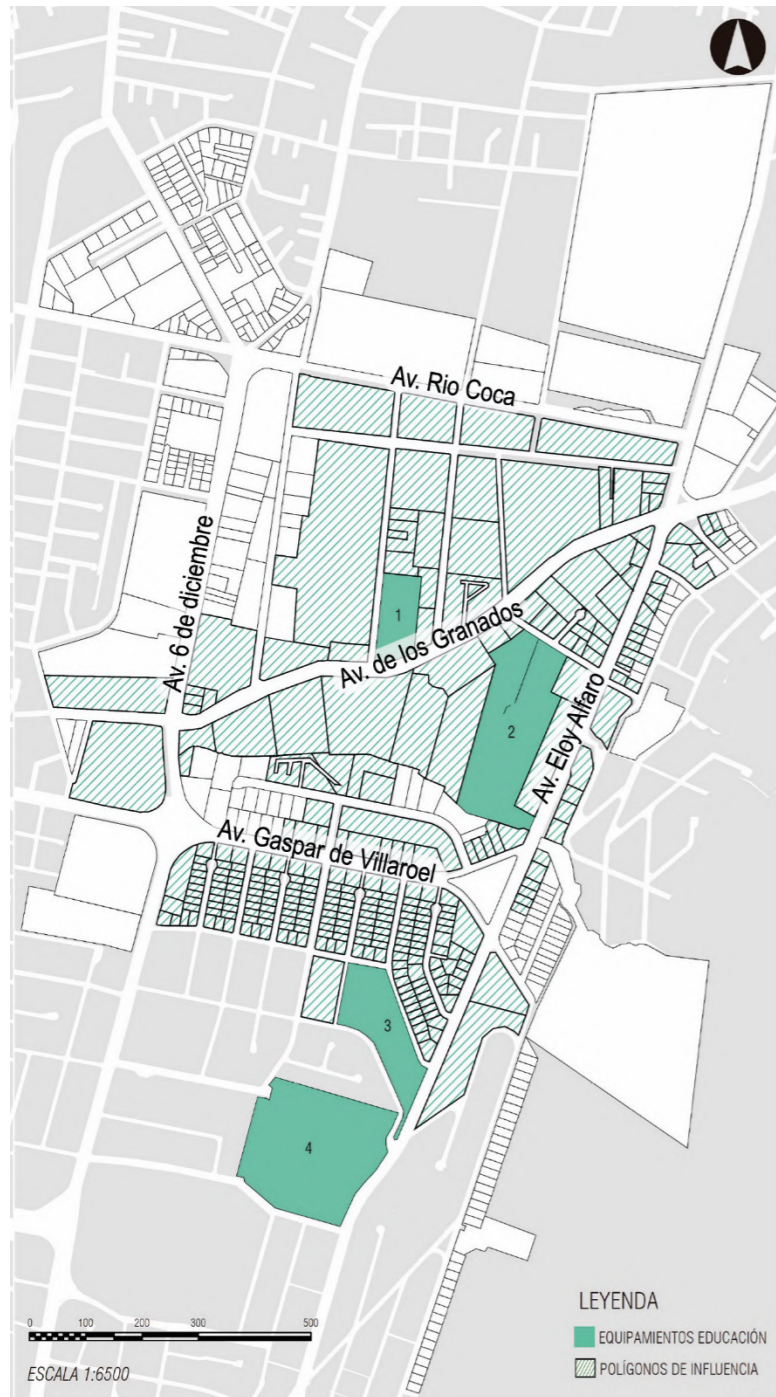 Av. Rio Coca
Av. 6 de diciembre
1
Av. de los Granados
2
Av. Eloy Alfaro
Av. Gaspar de Villaroel
3
4
LEYENDA
EQUIPAMIENTOS EDUCACIÓN
POLÍGONOS DE INFLUENCIA
0 100 200 300 500
ESCALA 1:6500